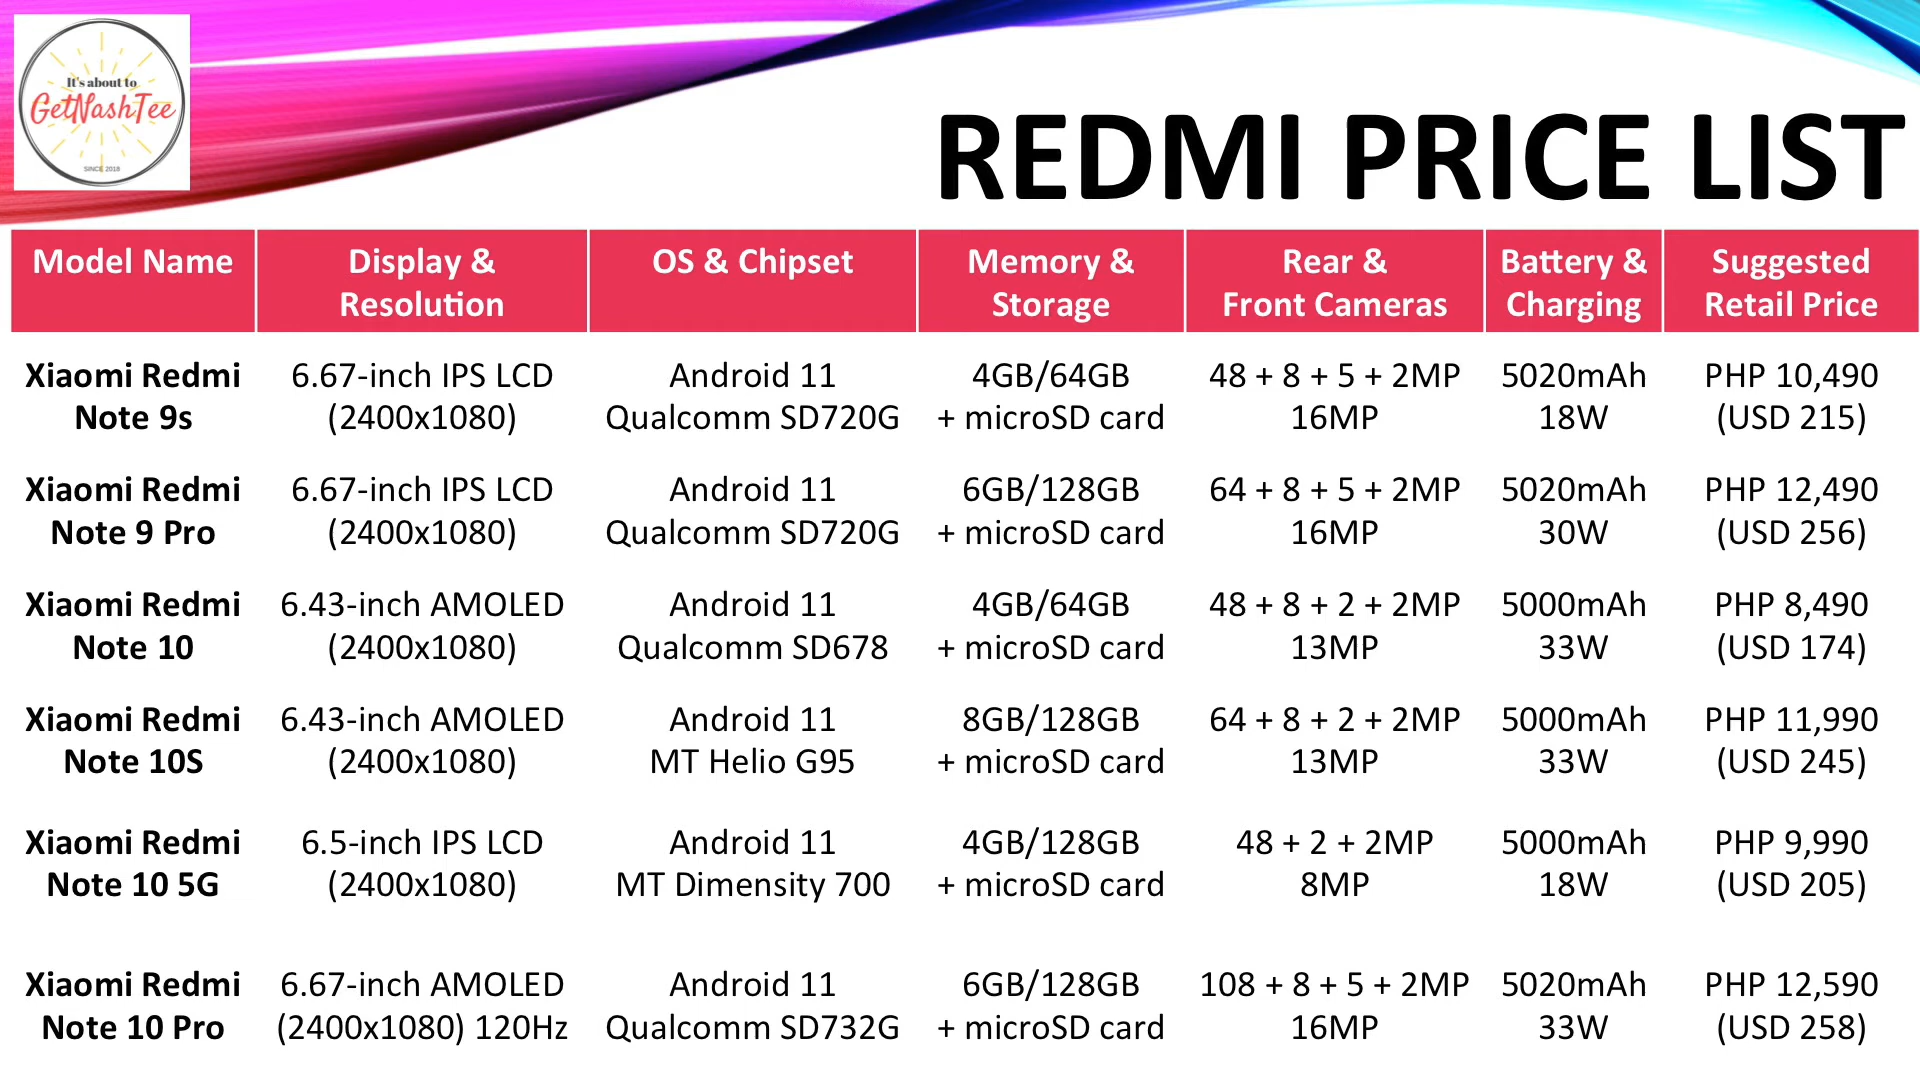 It's about to
GetNashTee
SINCE 2018
REDMI PRICE LIST
Model Name
Display &
Resolution
OS & Chipset
Memory &
Storage
Rear &
Front Cameras
Battery &
Charging
Suggested
Retail Price
Xiaomi Redmi
Note 9s
6.67-inch IPS LCD
(2400x1080)
Android 11
Qualcomm SD720G
4GB/64GB
+ microSD card
48 + 8 + 5 + 2MP
16MP
5020mAh
18W
PHP 10,490
(USD 215)
Xiaomi Redmi
Note 9 Pro
6.67-inch IPS LCD
(2400x1080)
Android 11
Qualcomm SD720G
6GB/128GB
+ microSD card
64 + 8 + 5 + 2MP
16MP
5020mAh
30W
PHP 12,490
(USD 256)
Xiaomi Redmi
Note 10
6.43-inch AMOLED
(2400x1080)
Android 11
Qualcomm SD678
4GB/64GB
+ microSD card
48 + 8 + 2 + 2MP
13MP
5000mAh
33W
PHP 8,490
(USD 174)
Xiaomi Redmi
Note 10S
6.43-inch AMOLED
(2400x1080)
Android 11
MT Helio G95
8GB/128GB
+ microSD card
64 + 8 + 2 + 2MP
13MP
5000mAh
33W
PHP 11,990
(USD 245)
Xiaomi Redmi
Note 10 5G
6.5-inch IPS LCD
(2400x1080)
Android 11
MT Dimensity 700
4GB/128GB
+ microSD card
48 + 2 + 2MP
8MP
5000mAh
18W
PHP 9,990
(USD 205)
Xiaomi Redmi
Note 10 Pro
6.67-inch AMOLED
(2400x1080) 120Hz
Android 11
Qualcomm SD732G
6GB/128GB
+ microSD card
108 + 8 + 5 + 2MP
16MP
5020mAh
33W
PHP 12,590
(USD 258)